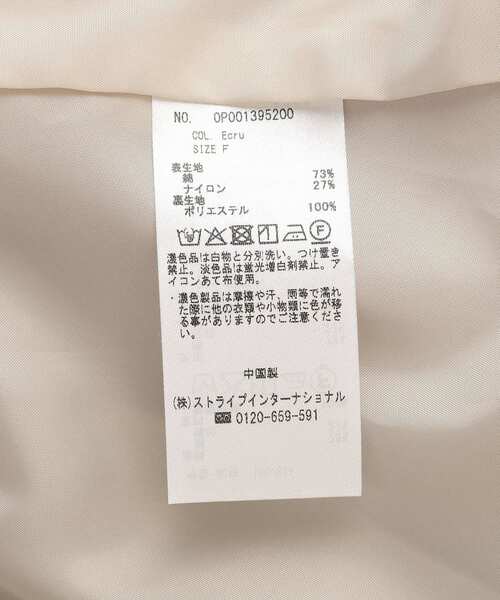 NO. OP001395200
COL. Ecru
SIZE F
表生地
綿 73%
ナイロン 27%
裏生地
ポリエステル 100%
濃色品は白物と分別洗い。つけ置き
禁止。淡色品は蛍光増白剤禁止。ア
イコンあて布使用。
・濃色製品は摩擦や汗、雨等で濡れ
た際に他の衣類や小物類に色が移
る事がありますのでご注意くださ
い。
中国製
(株)ストライプインターナショナル
0120-659-591